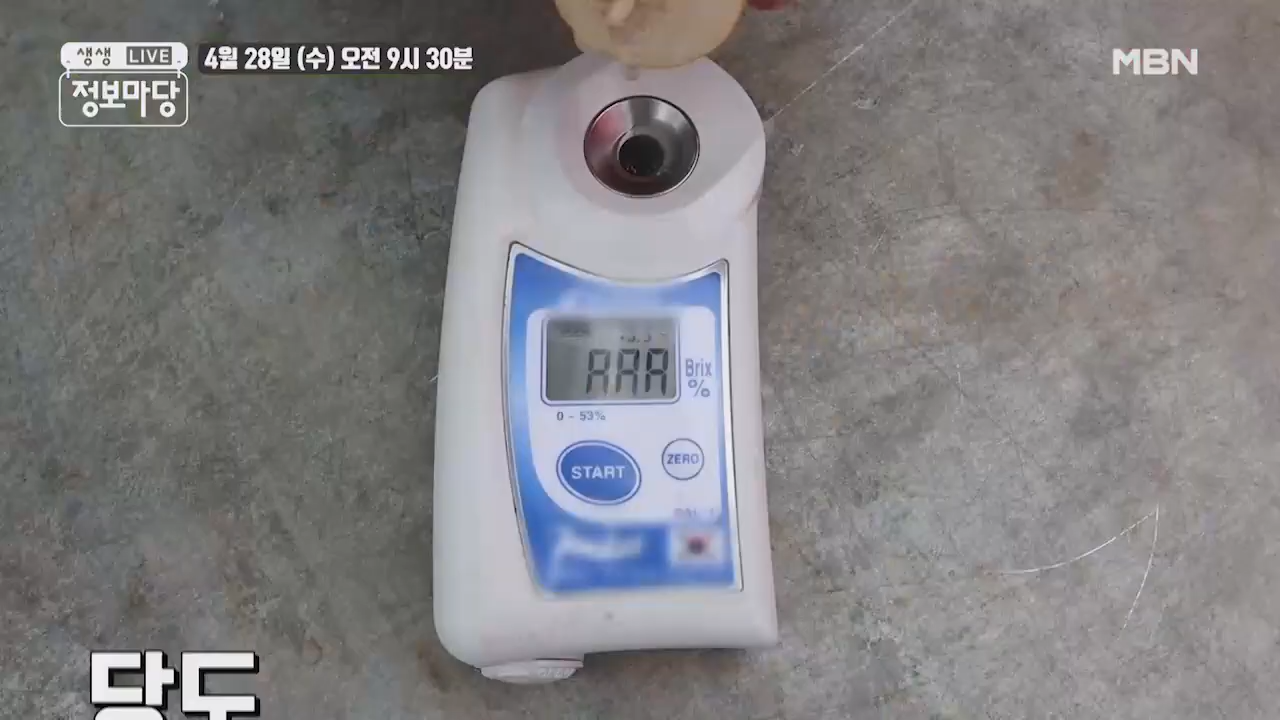 생생 LIVE
정보마당
4월 28일 (수) 오전 9시 30분
MBN
Brix
%
0 - 53%
START
ZERO
당도